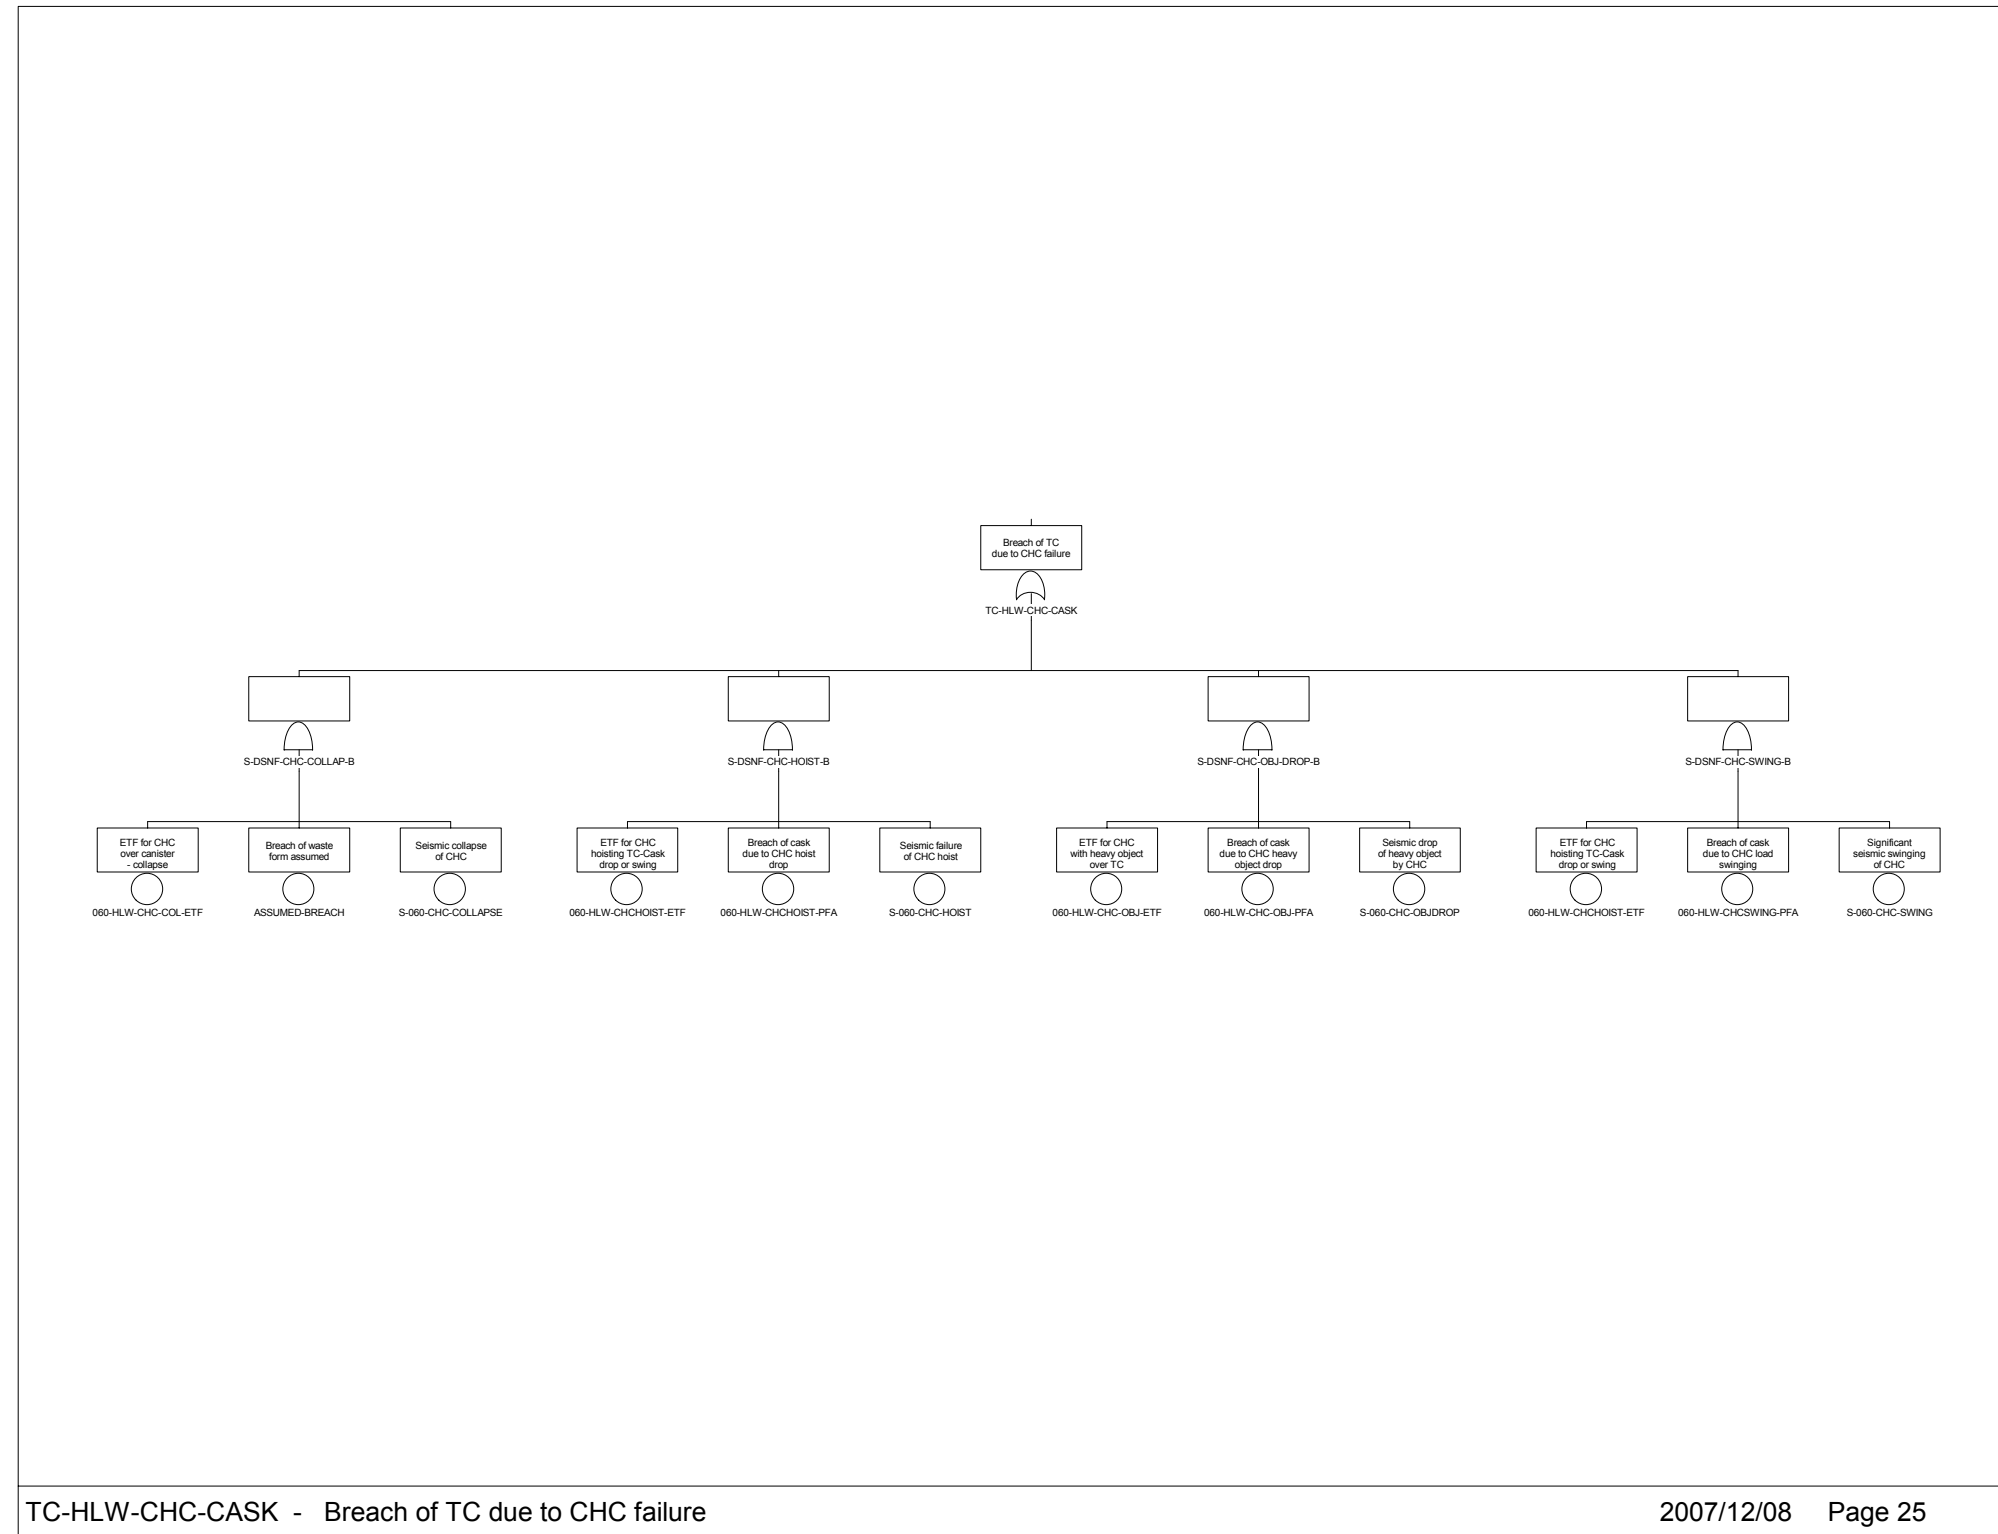 Breach of TC
due to CHC failure
TC-HLW-CHC-CASK
S-DSNF-CHC-COLLAP-B
S-DSNF-CHC-HOIST-B
S-DSNF-CHC-OBJ-DROP-B
S-DSNF-CHC-SWING-B
ETF for CHC
over canister
- collapse
060-HLW-CHC-COL-ETF
Breach of waste
form assumed
ASSUMED-BREACH
Seismic collapse
of CHC
S-060-CHC-COLLAPSE
ETF for CHC
hoisting TC-Cask
drop or swing
060-HLW-CHCHOIST-ETF
Breach of cask
due to CHC hoist
drop
060-HLW-CHCHOIST-PFA
Seismic failure
of CHC hoist
S-060-CHC-HOIST
ETF for CHC
with heavy object
over TC
060-HLW-CHC-OBJ-ETF
Breach of cask
due to CHC heavy
object drop
060-HLW-CHC-OBJ-PFA
Seismic drop
of heavy object
by CHC
S-060-CHC-OBJDROP
ETF for CHC
hoisting TC-Cask
drop or swing
060-HLW-CHCHOIST-ETF
Breach of cask
due to CHC load
swinging
060-HLW-CHCSWING-PFA
Significant
seismic swinging
of CHC
S-060-CHC-SWING
TC-HLW-CHC-CASK - Breach of TC due to CHC failure
2007/12/08 Page 25